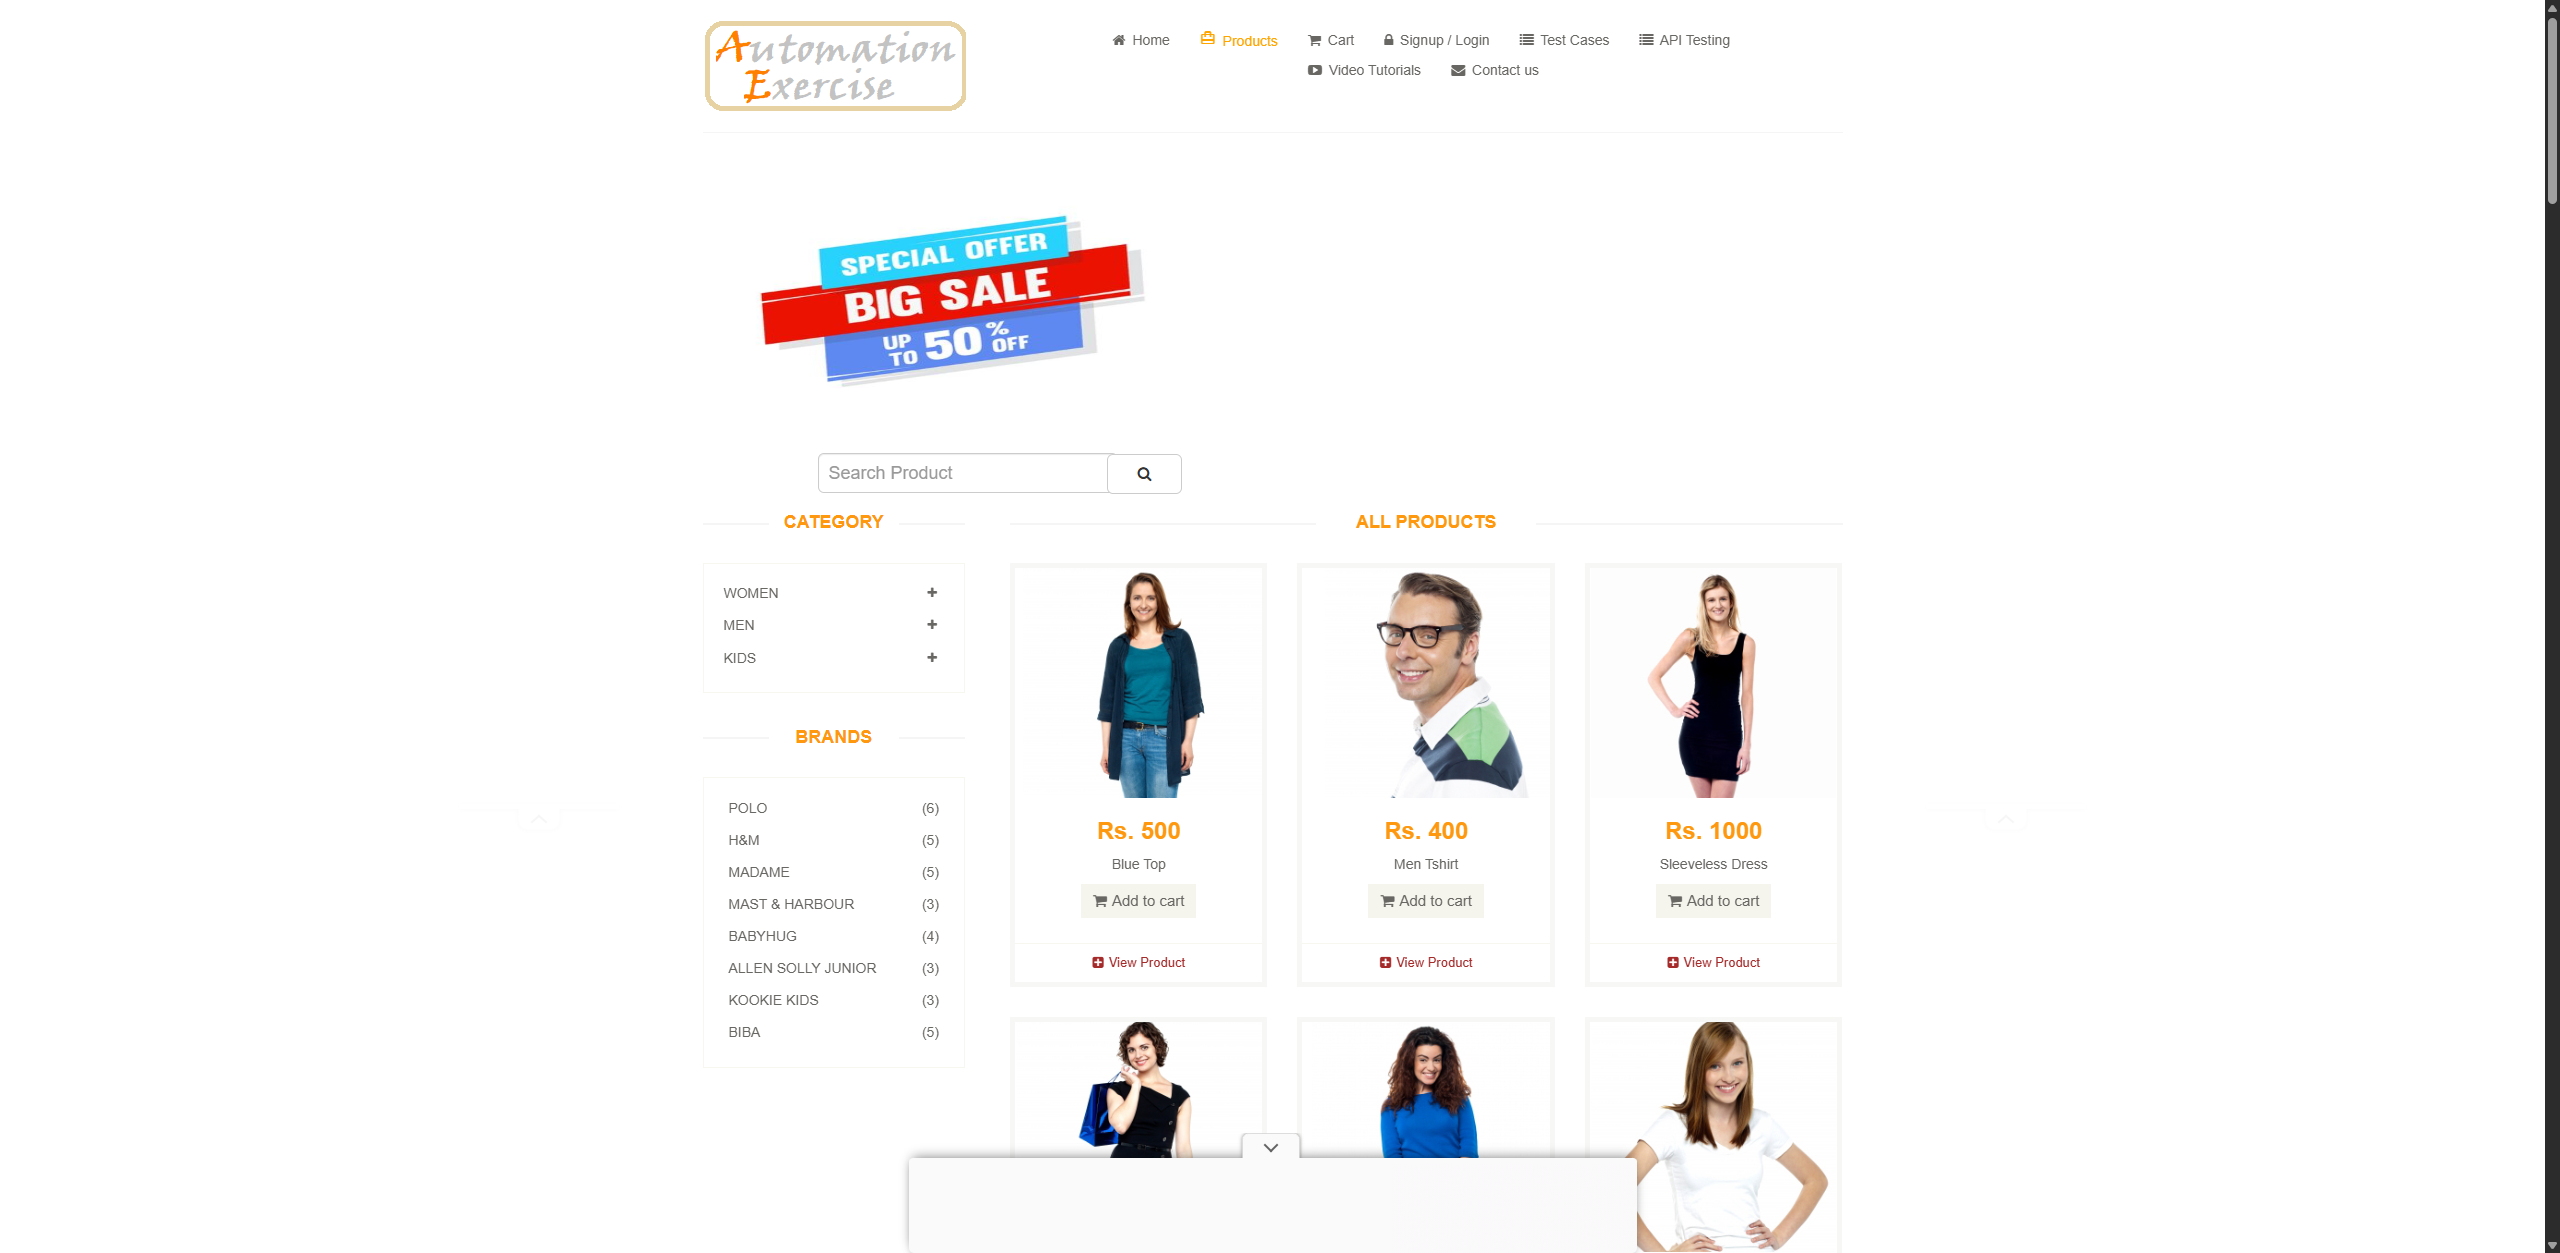 Automation
Exercise
Home Products Cart Signup / Login Test Cases API Testing
Video Tutorials Contact us
SPECIAL OFFER
BIG SALE
UP TO 50% OFF
Search Product
CATEGORY
WOMEN
MEN
KIDS
BRANDS
POLO (6)
H&M (5)
MADAME (5)
MAST & HARBOUR (3)
BABYHUG (4)
ALLEN SOLLY JUNIOR (3)
KOOKIE KIDS (3)
BIBA (5)
ALL PRODUCTS
Rs. 500
Blue Top
Add to cart
View Product
Rs. 400
Men Tshirt
Add to cart
View Product
Rs. 1000
Sleeveless Dress
Add to cart
View Product